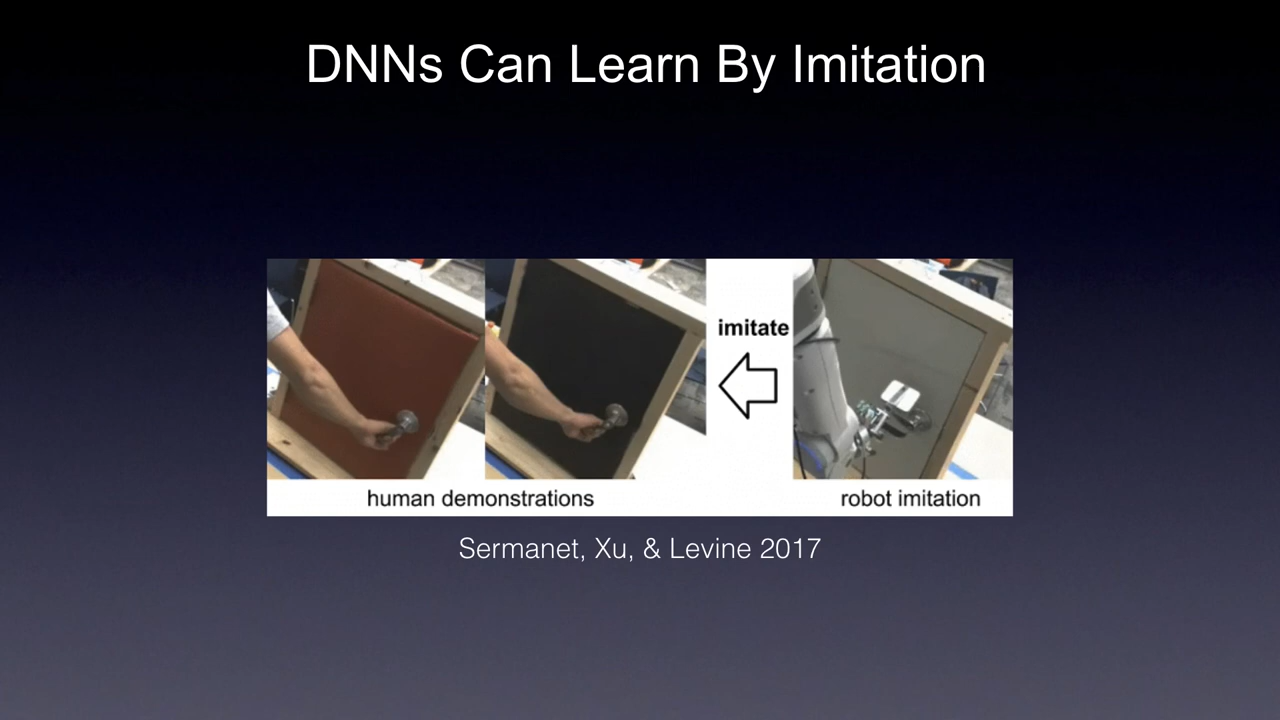 DNNs Can Learn By Imitation
imitate
human demonstrations
robot imitation
Sermanet, Xu, & Levine 2017